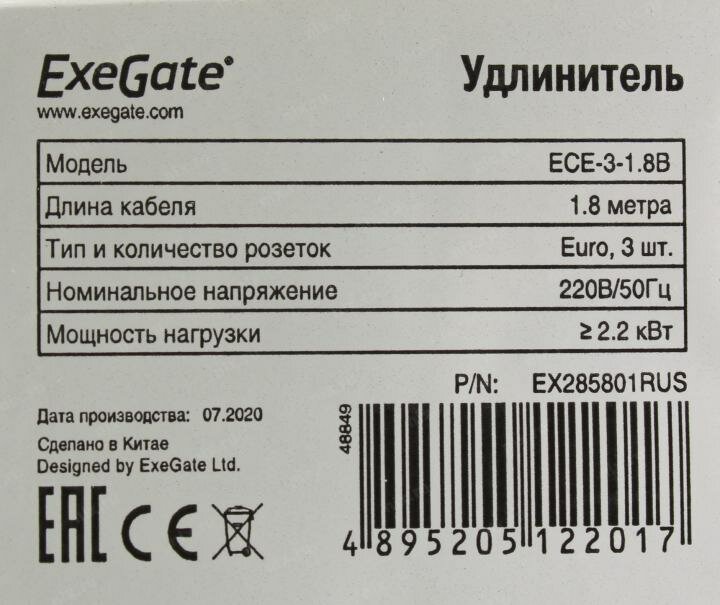 ExeGate®
Удлинитель
www.exegate.com
Модель ECE-3-1.8B
Длина кабеля 1.8 метра
Тип и количество розеток Euro, 3 шт.
Номинальное напряжение 220В/50Гц
Мощность нагрузки ≥2.2 кВт
P/N: EX285801RUS
Дата производства: 07.2020
Сделано в Китае
Designed by ExeGate Ltd.
EAC CE
48849
4 895205 122017